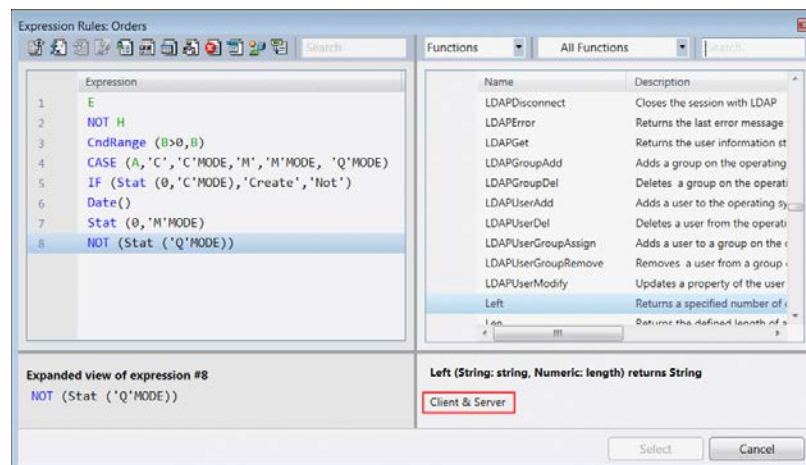 Expression Rules: Orders
Search
Functions
All Functions
Search
Expression
1 E
2 NOT H
3 CndRange (B>0,B)
4 CASE (A,'C','C'MODE,'M','M'MODE, 'Q'MODE)
5 IF (Stat (0,'C'MODE),'Create','Not')
6 Date()
7 Stat (0,'M'MODE)
8 NOT (Stat ('Q'MODE))
Name Description
LDAPDisconnect Closes the session with LDAP
LDAPError Returns the last error message
LDAPGet Returns the user information st
LDAPGroupAdd Adds a group on the operating
LDAPGroupDel Deletes a group on the operati
LDAPUserAdd Adds a user to the operating sy
LDAPUserDel Deletes a user from the operati
LDAPUserGroupAssign Adds a user to a group on the
LDAPUserGroupRemove Removes a user from a group
LDAPUserModify Updates a property of the user
Left Returns a specified number of
Len Returns the defined length of a
Expanded view of expression #8
NOT (Stat ('Q'MODE))
Left (String: string, Numeric: length) returns String
Client & Server
Select
Cancel